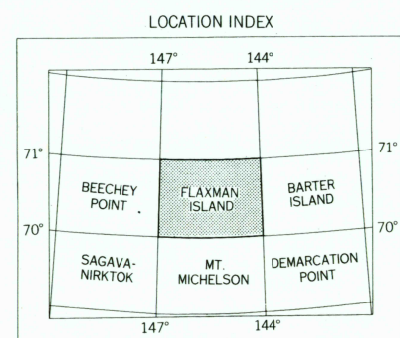 LOCATION INDEX
147° 144°
71° 71°
BEECHEY
POINT
FLAXMAN
ISLAND
BARTER
ISLAND
70° 70°
SAGAVA-
NIRKTOK
MT.
MICHELSON
DEMARCATION
POINT
147° 144°